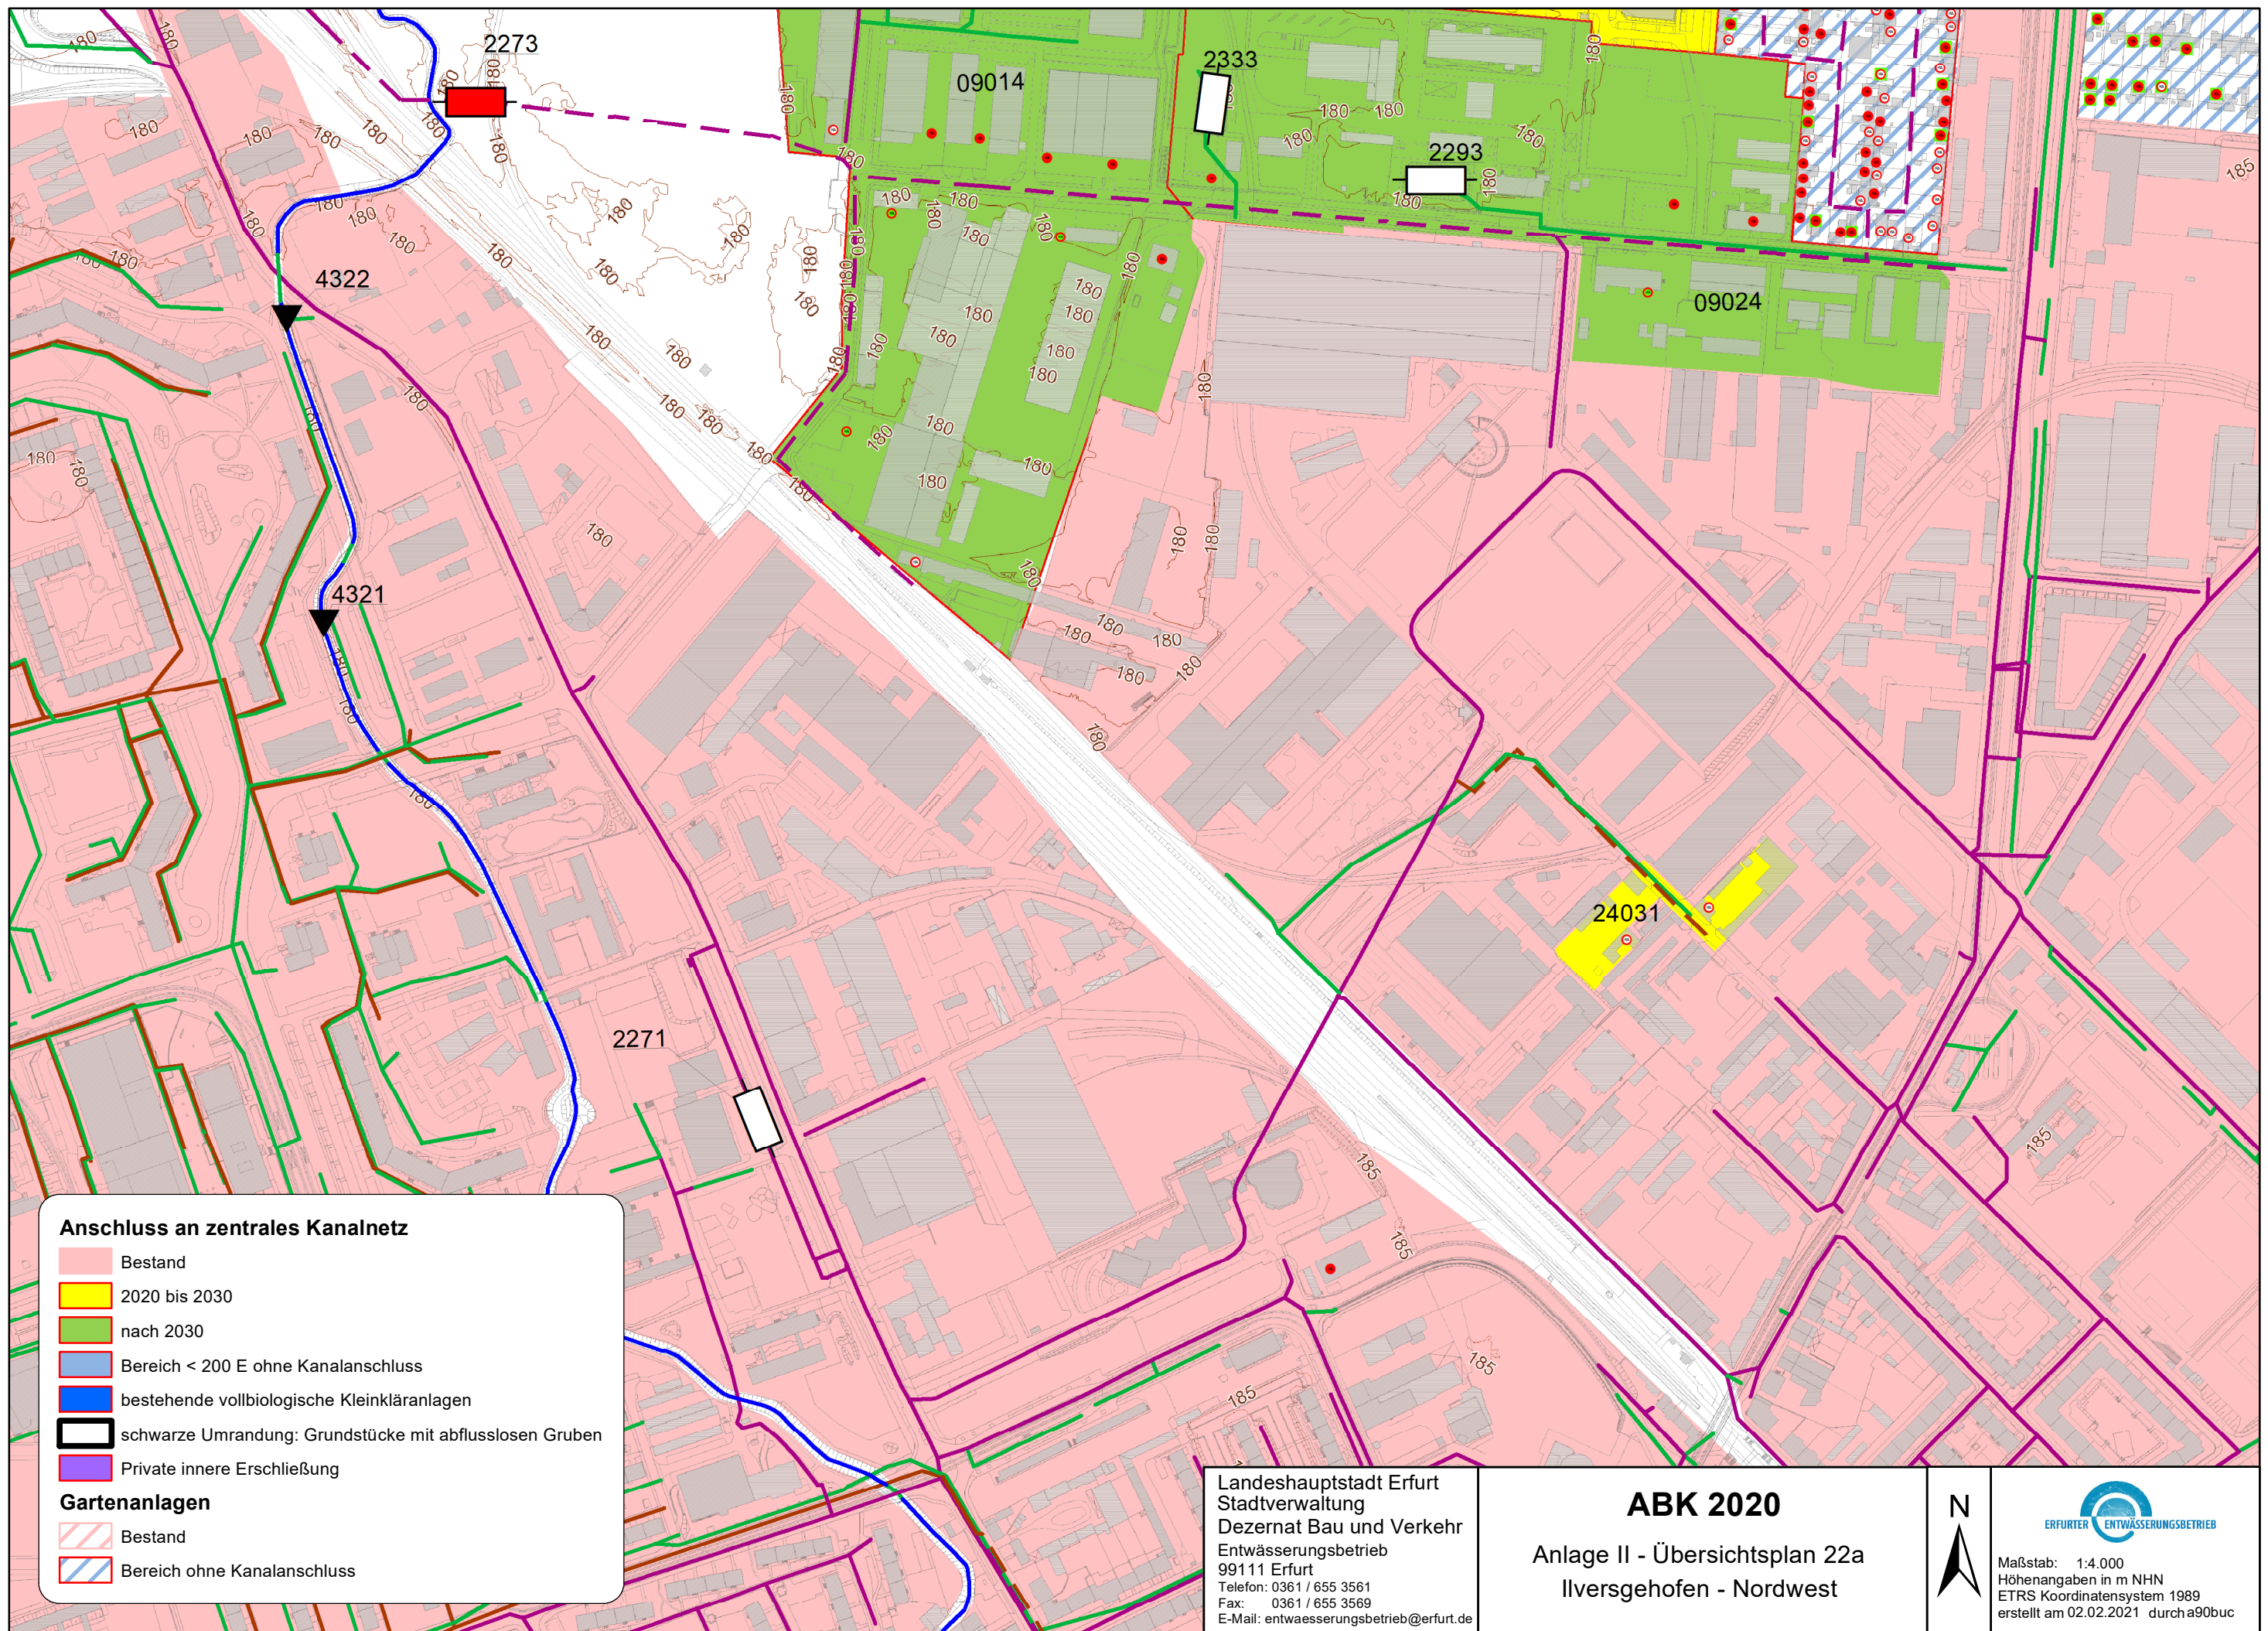 2273
2333
09014
2293
4322
09024
4321
24031
2271
180
185
Anschluss an zentrales Kanalnetz
Bestand
2020 bis 2030
nach 2030
Bereich < 200 E ohne Kanalanschluss
bestehende vollbiologische Kleinkläranlagen
schwarze Umrandung: Grundstücke mit abflusslosen Gruben
Private innere Erschließung
Gartenanlagen
Bestand
Bereich ohne Kanalanschluss
Landeshauptstadt Erfurt
Stadtverwaltung
Dezernat Bau und Verkehr
Entwässerungsbetrieb
99111 Erfurt
Telefon: 0361 / 655 3561
Fax: 0361 / 655 3569
E-Mail: entwaesserungsbetrieb@erfurt.de
ABK 2020
Anlage II - Übersichtsplan 22a
Ilversgehofen - Nordwest
N
ERFURTER ENTWÄSSERUNGSBETRIEB
Maßstab: 1:4.000
Höhenangaben in m NHN
ETRS Koordinatensystem 1989
erstellt am 02.02.2021 durch a90buc